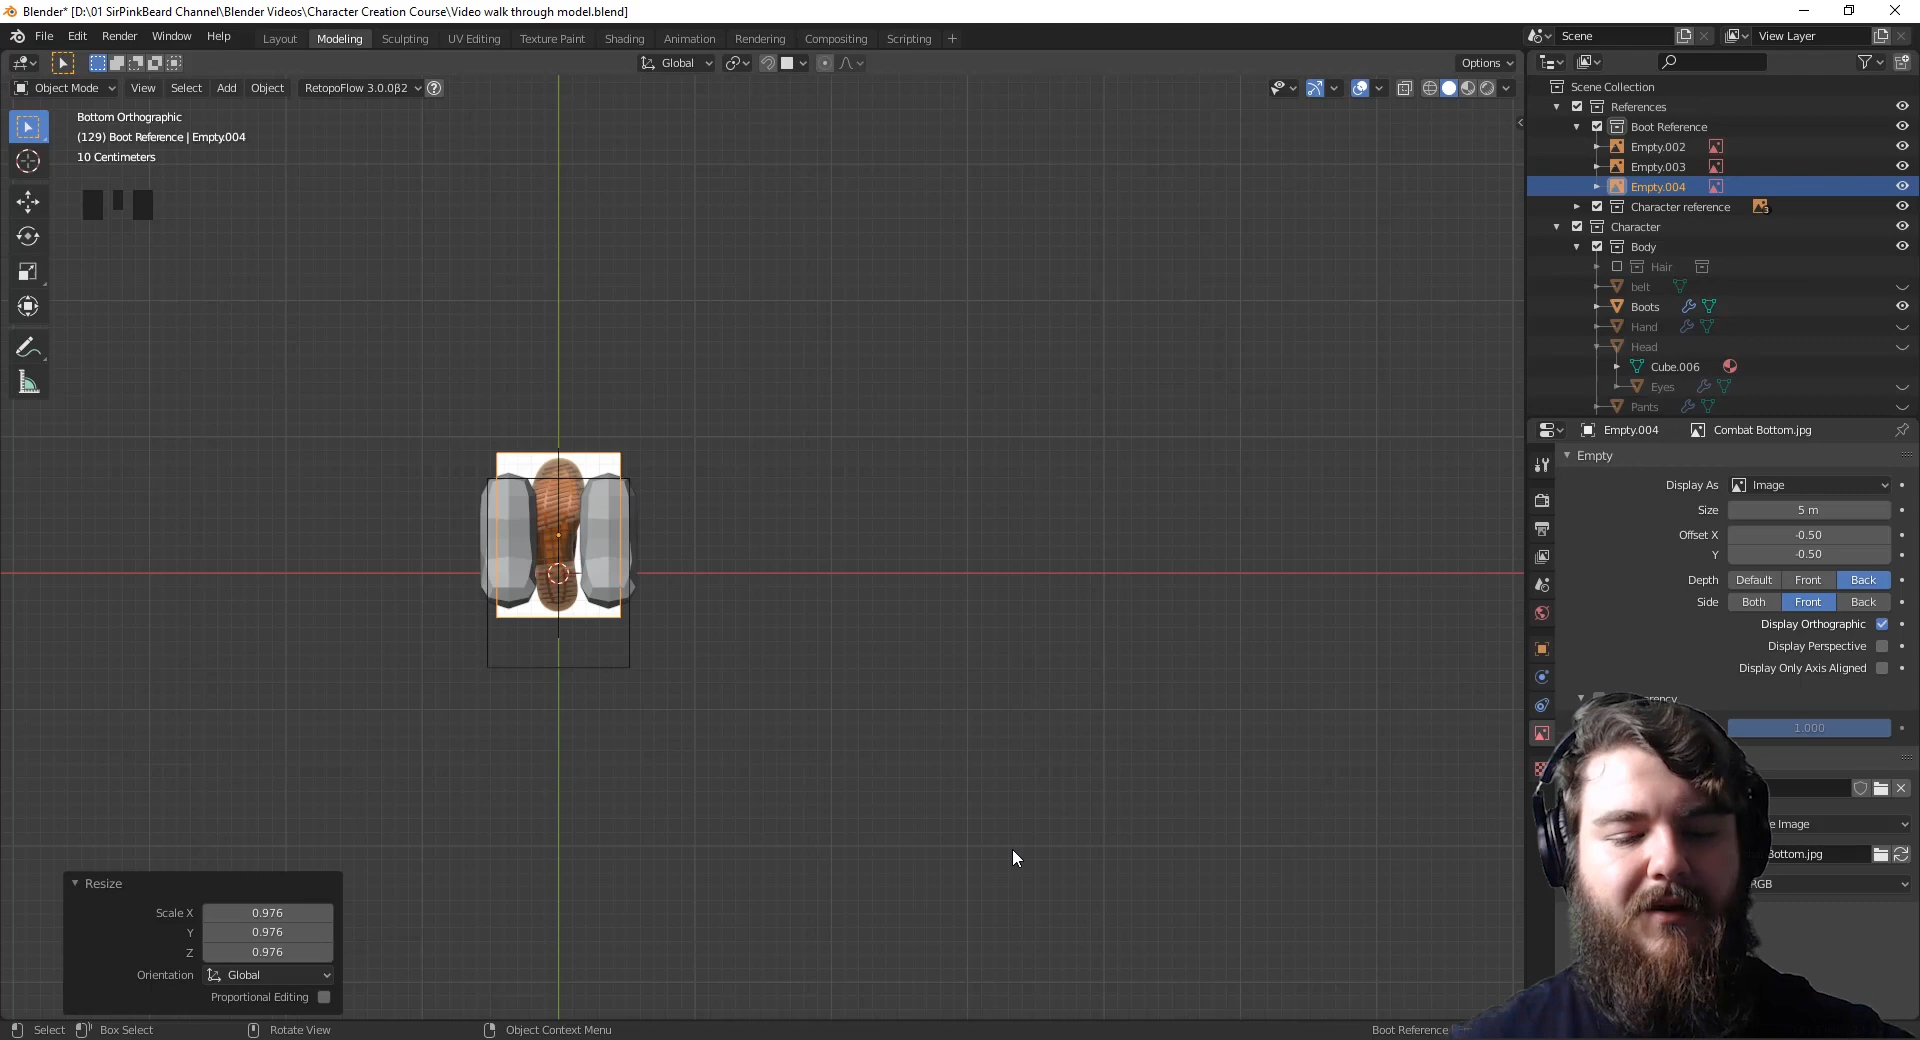 Blender* [D:\01 SirPinkBeard Channel\Blender Videos\Character Creation Course\Video walk through model.blend]
File Edit Render Window Help Layout Modeling Sculpting UV Editing Texture Paint Shading Animation Rendering Compositing Scripting + Scene View Layer
Global Options
Object Mode View Select Add Object RetopoFlow 3.0.0β2 ?
Bottom Orthographic
(129) Boot Reference | Empty.004
10 Centimeters
Scene Collection
References
Boot Reference
Empty.002
Empty.003
Empty.004
Character reference 3
Character
Body
Hair
belt
Boots
Hand
Head
Cube.006
Eyes
Pants
Empty.004 Combat Bottom.jpg
Empty
Display As Image
Size 5 m
Offset X -0.50
Y -0.50
Depth Default Front Back
Side Both Front Back
Display Orthographic
Display Perspective
Display Only Axis Aligned
1.000
e Image
Bottom.jpg
RGB
Resize
Scale X 0.976
Y 0.976
Z 0.976
Orientation Global
Proportional Editing
Select Box Select Rotate View Object Context Menu Boot Reference